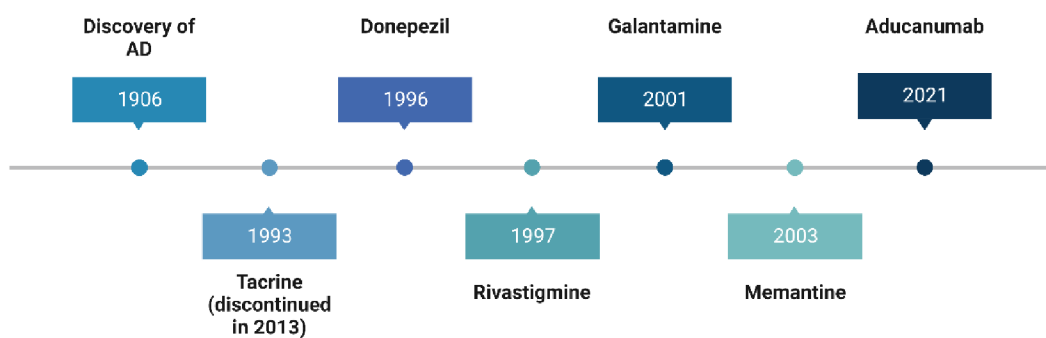 Discovery of
AD
Donepezil
Galantamine
Aducanumab
1906
1996
2001
2021
1993
1997
2003
Tacrine
(discontinued
in 2013)
Rivastigmine
Memantine